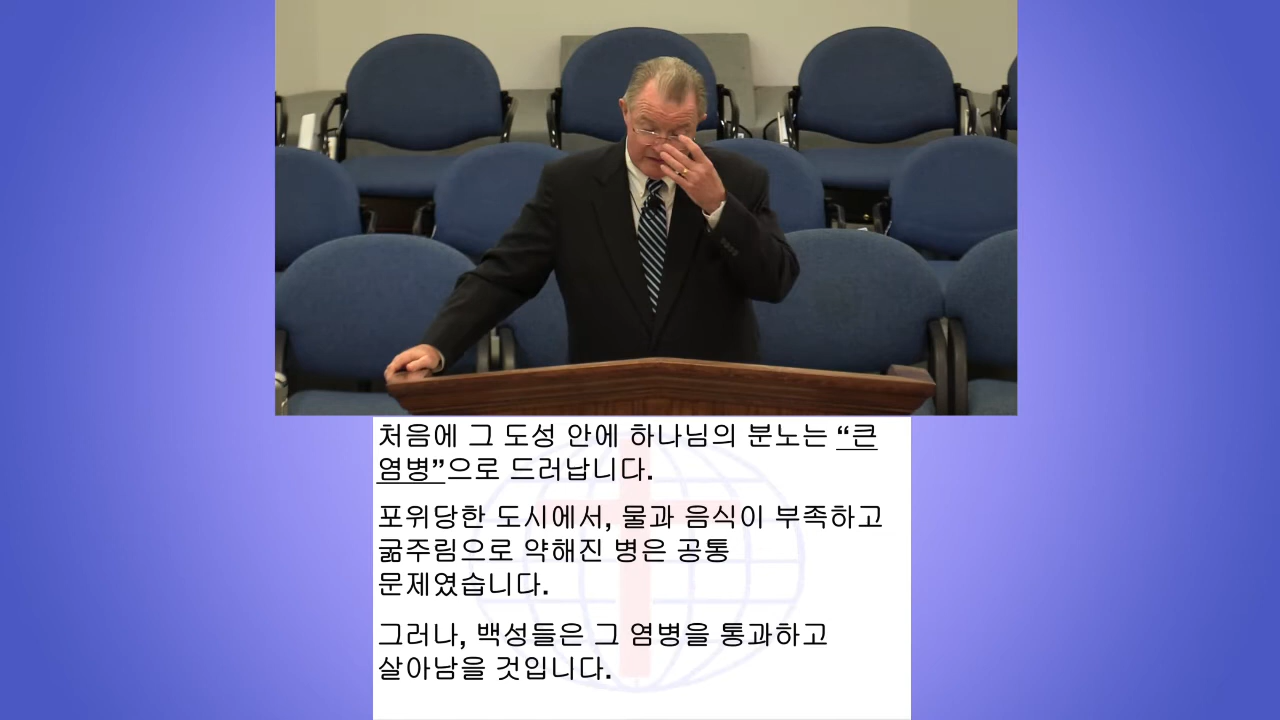 처음에 그 도성 안에 하나님의 분노는 “큰
염병”으로 드러납니다.
포위당한 도시에서, 물과 음식이 부족하고
굶주림으로 약해진 병은 공통
문제였습니다.
그러나, 백성들은 그 염병을 통과하고
살아남을 것입니다.